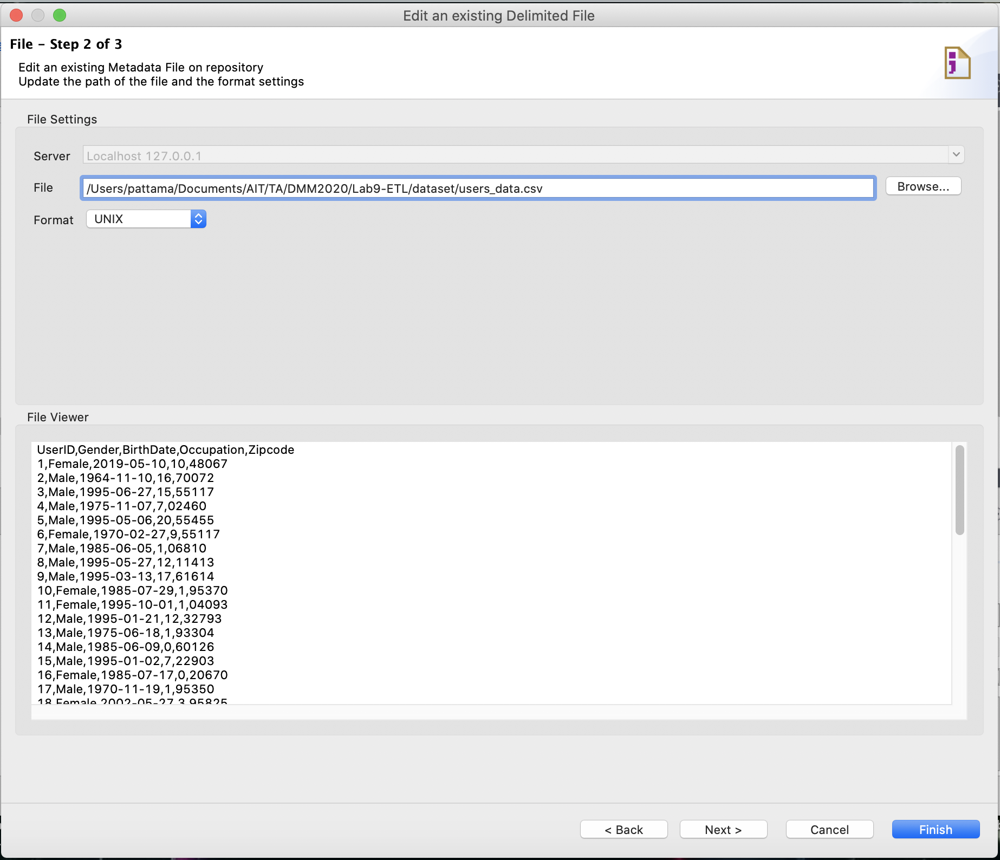 Edit an existing Delimited File
File – Step 2 of 3
Edit an existing Metadata File on repository
Update the path of the file and the format settings
File Settings
Server Localhost 127.0.0.1
File /Users/pattama/Documents/AIT/TA/DMM2020/Lab9-ETL/dataset/users_data.csv Browse...
Format UNIX
File Viewer
UserID,Gender,BirthDate,Occupation,Zipcode
1,Female,2019-05-10,10,48067
2,Male,1964-11-10,16,70072
3,Male,1995-06-27,15,55117
4,Male,1975-11-07,7,02460
5,Male,1995-05-06,20,55455
6,Female,1970-02-27,9,55117
7,Male,1985-06-05,1,06810
8,Male,1995-05-27,12,11413
9,Male,1995-03-13,17,61614
10,Female,1985-07-29,1,95370
11,Female,1995-10-01,1,04093
12,Male,1995-01-21,12,32793
13,Male,1975-06-18,1,93304
14,Male,1985-06-09,0,60126
15,Male,1995-01-02,7,22903
16,Female,1985-07-17,0,20670
17,Male,1970-11-19,1,95350
18,Female,2002-05-27,3,95825
< Back Next > Cancel Finish